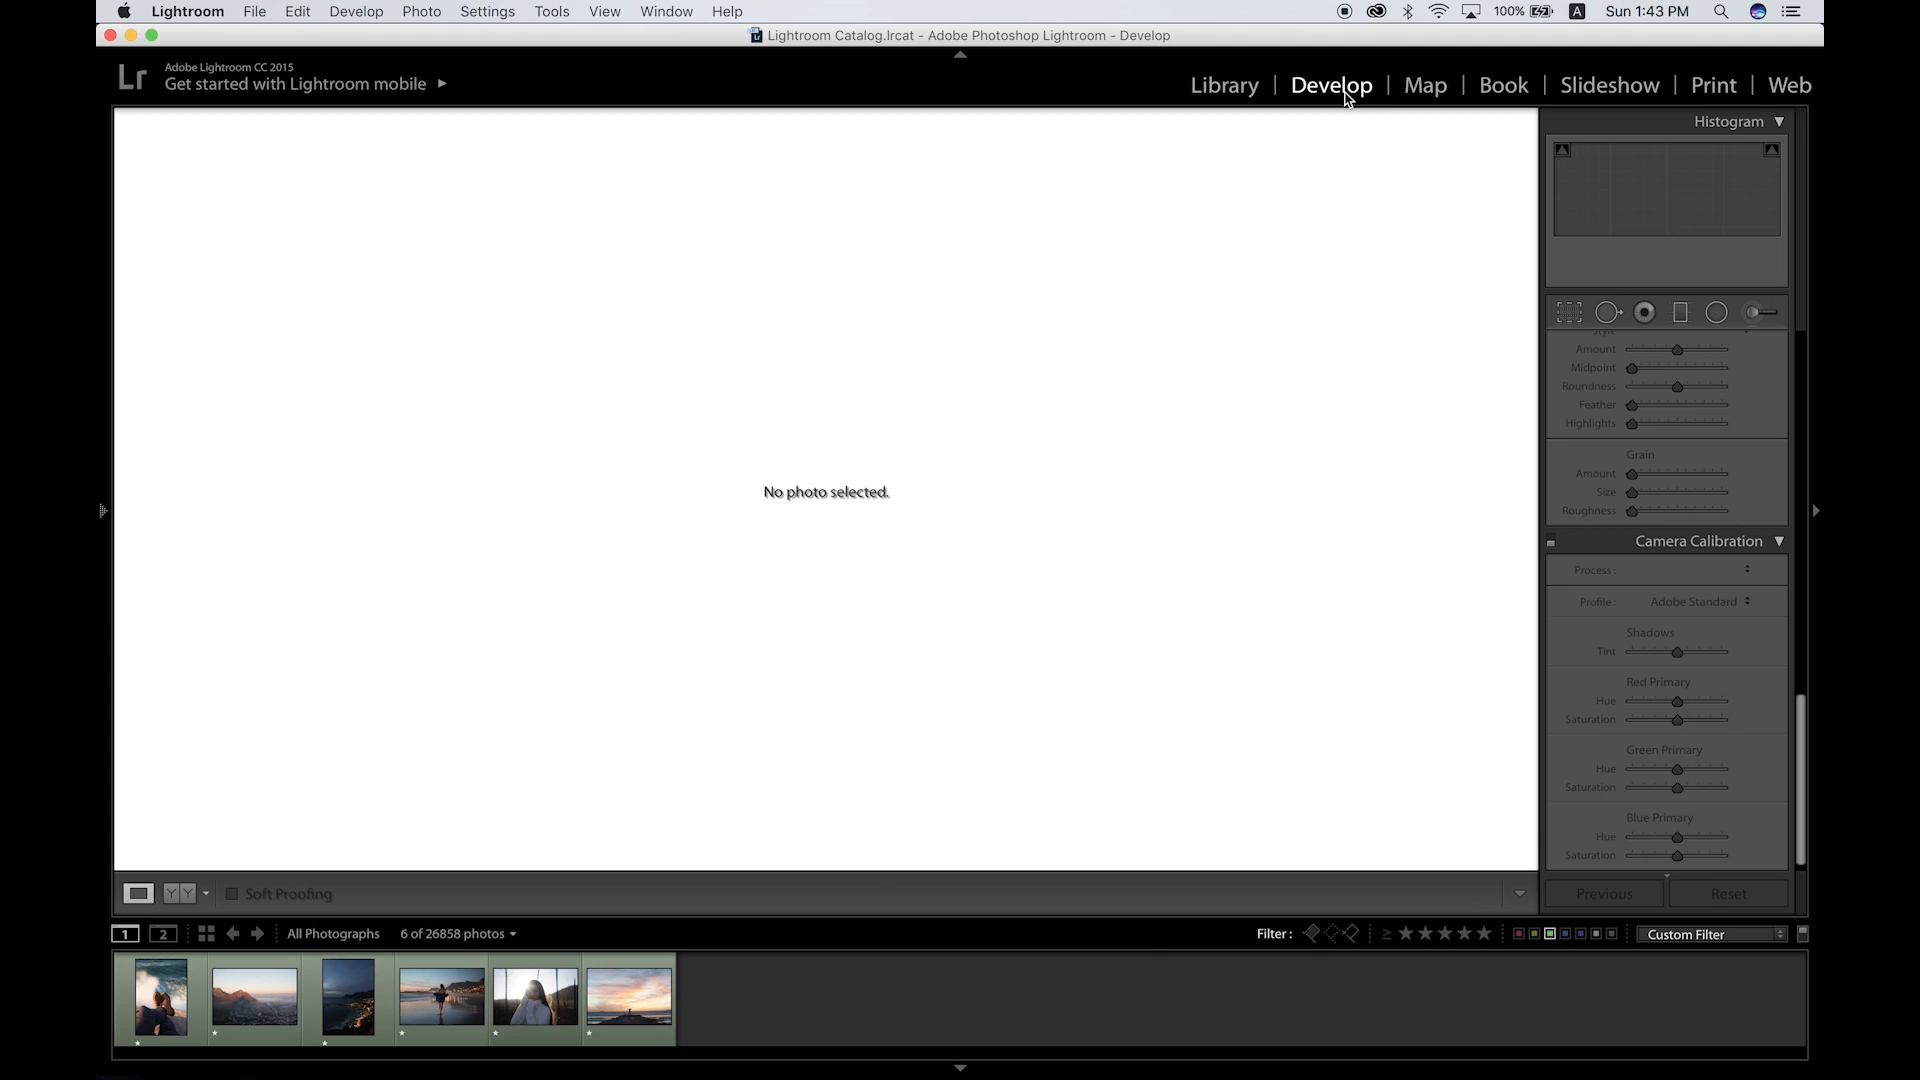 Lightroom File Edit Develop Photo Settings Tools View Window Help 100% A Sun 1:43 PM
Lightroom Catalog.lrcat - Adobe Photoshop Lightroom - Develop
Lr
Adobe Lightroom CC 2015
Get started with Lightroom mobile
Library | Develop | Map | Book | Slideshow | Print | Web
Histogram
Style
Amount
Midpoint
Roundness
Feather
Highlights
Grain
Amount
Size
Roughness
No photo selected.
Camera Calibration
Process :
Profile : Adobe Standard
Shadows
Tint
Red Primary
Hue
Saturation
Green Primary
Hue
Saturation
Blue Primary
Hue
Saturation
YY Soft Proofing
Previous Reset
1 2 All Photographs 6 of 26858 photos Filter : ≥ Custom Filter